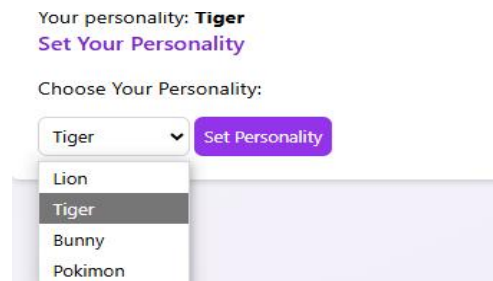 Your personality: Tiger
Set Your Personality
Choose Your Personality:
Tiger Set Personality
Lion
Tiger
Bunny
Pokimon